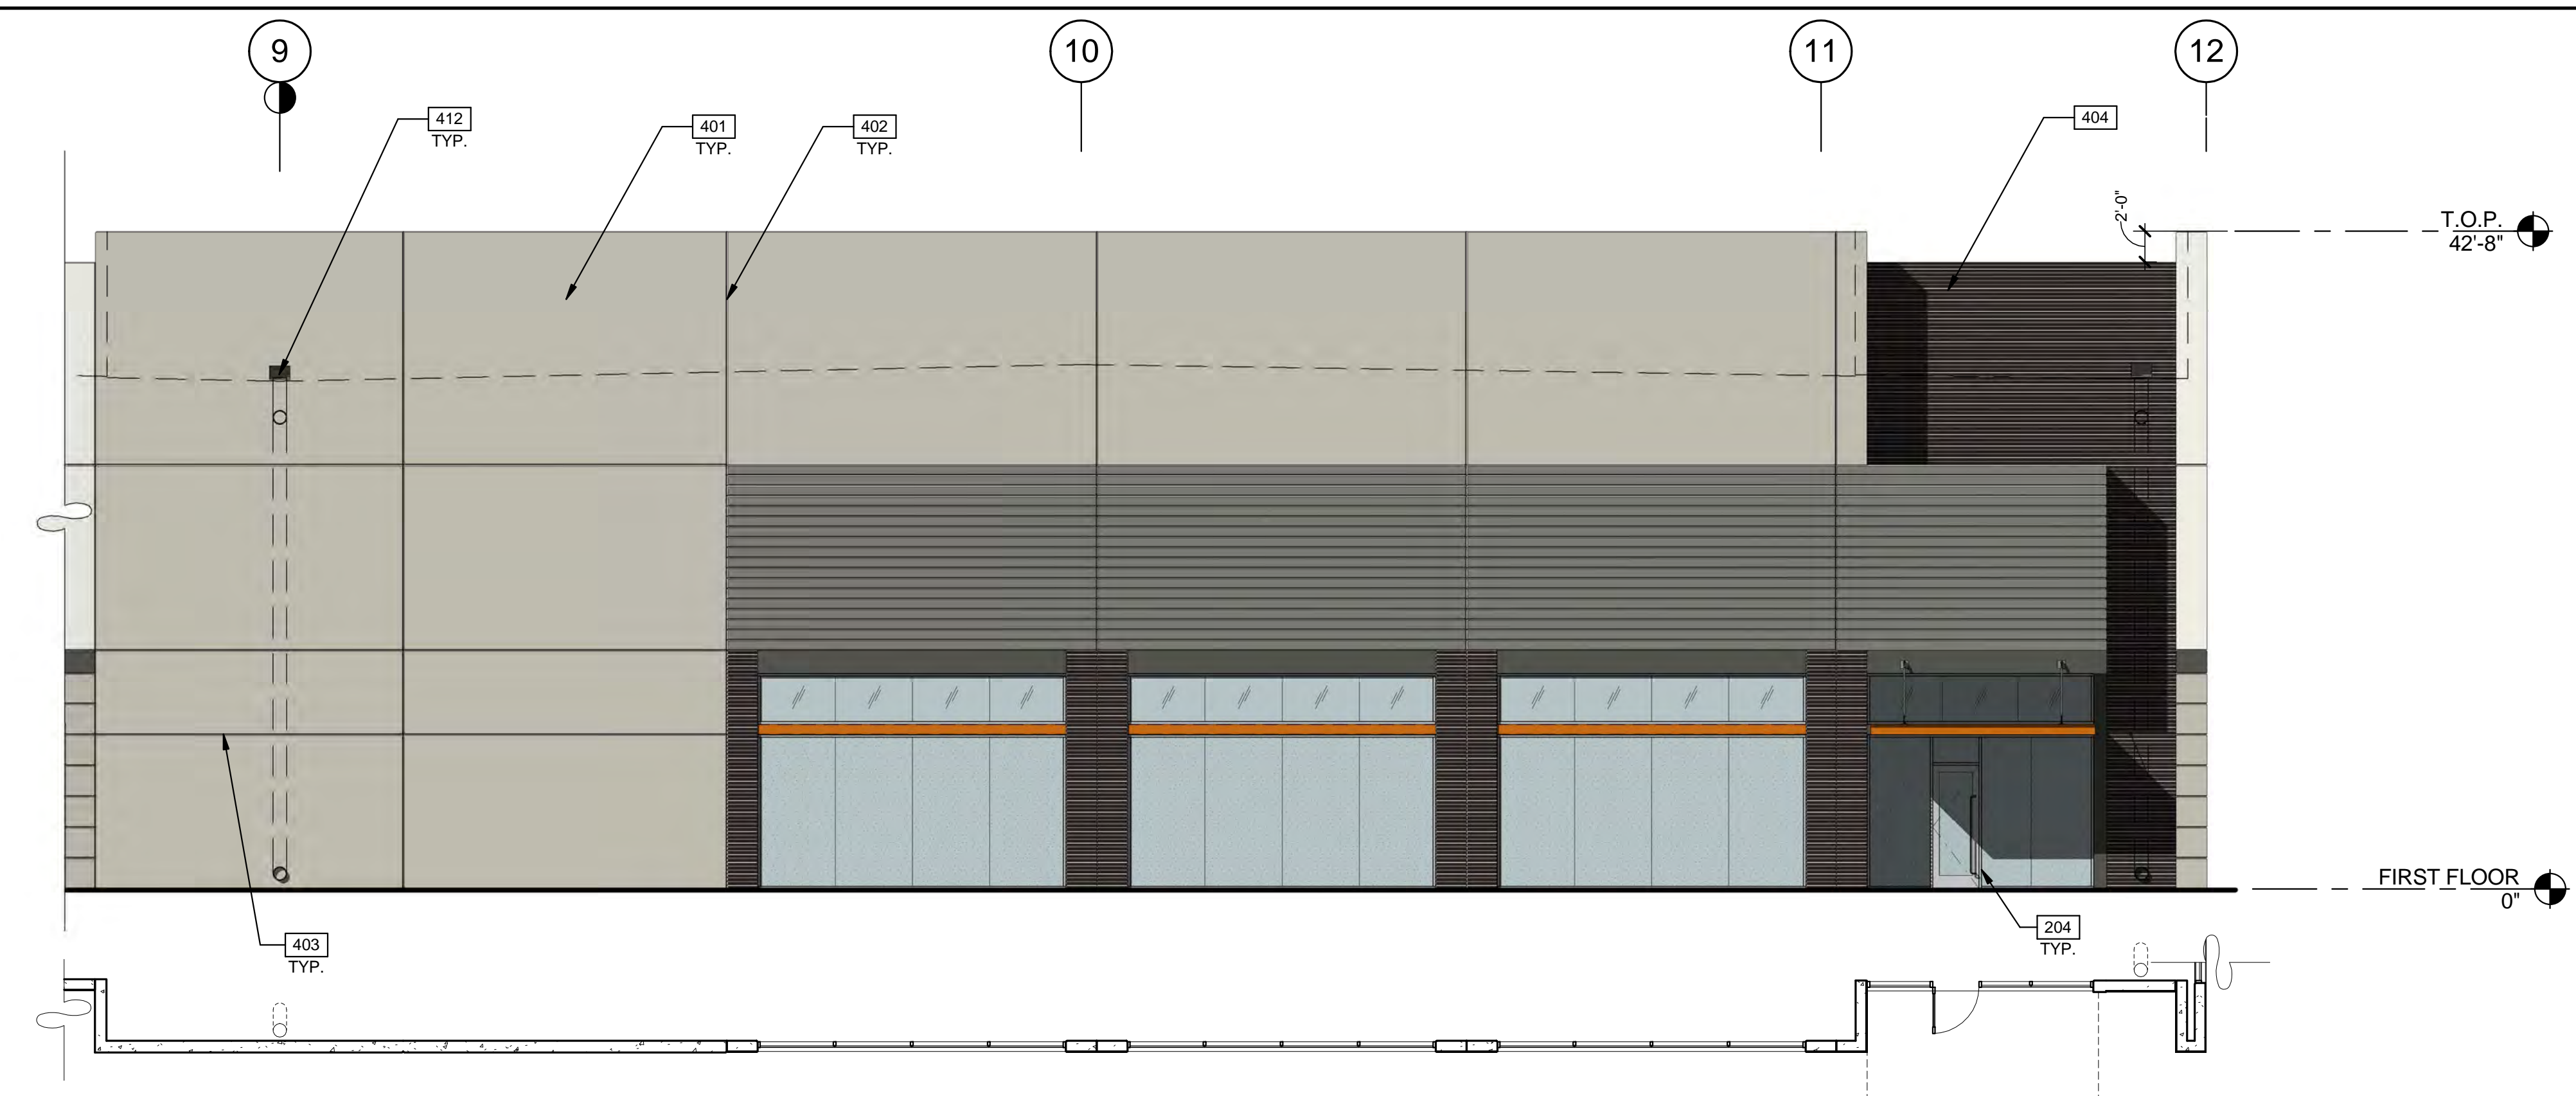 9
10
11
12
412
TYP.
401
TYP.
402
TYP.
404
2'-0"
T.O.P.
42'-8"
FIRST FLOOR
0"
403
TYP.
204
TYP.